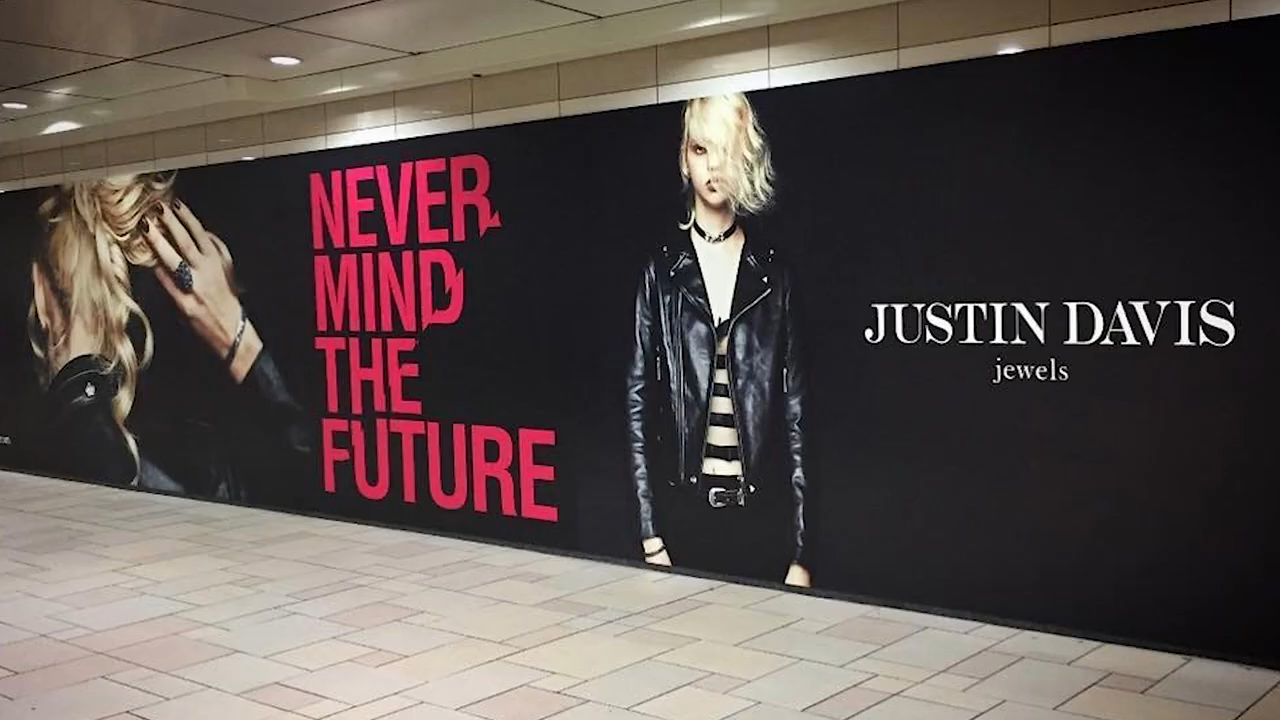 NEVER
MIND
THE
FUTURE
JUSTIN DAVIS
jewels